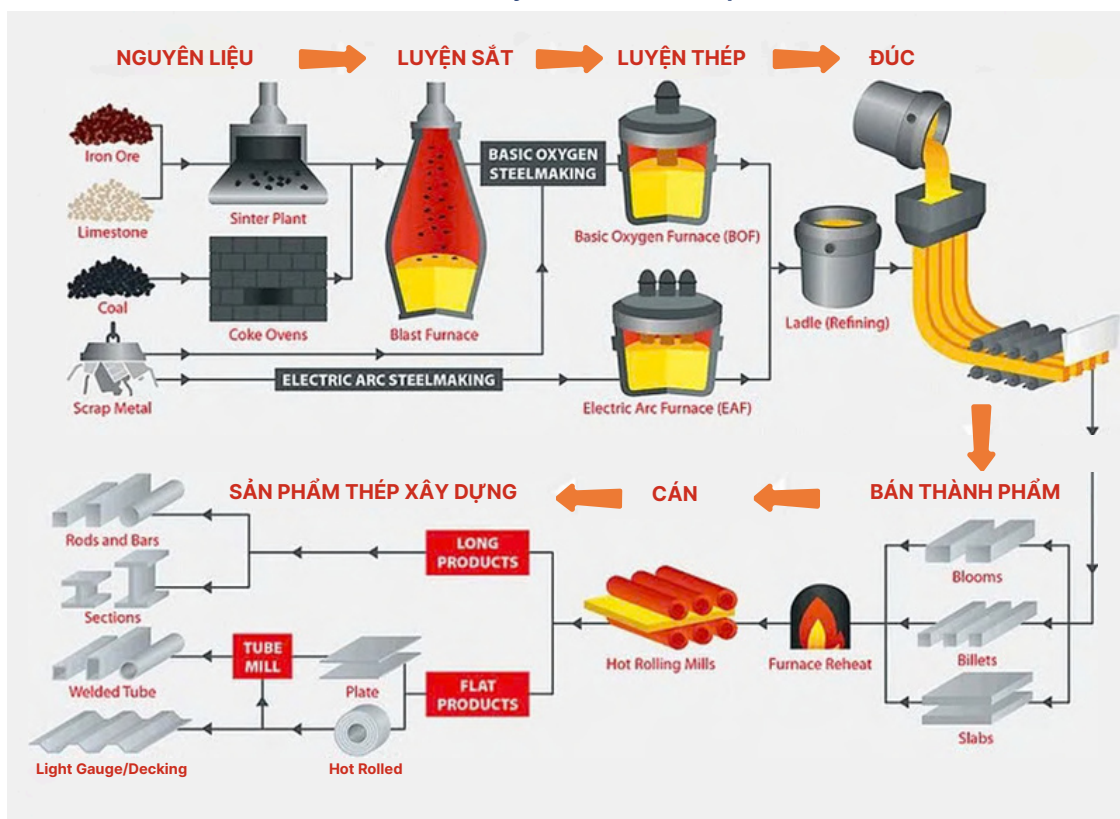 NGUYÊN LIỆU
LUYỆN SẮT
LUYỆN THÉP
ĐÚC
Iron Ore
Limestone
Coal
Scrap Metal
Sinter Plant
Coke Ovens
Blast Furnace
BASIC OXYGEN
STEELMAKING
ELECTRIC ARC STEELMAKING
Basic Oxygen Furnace (BOF)
Electric Arc Furnace (EAF)
Ladle (Refining)
SẢN PHẨM THÉP XÂY DỰNG
CÁN
BÁN THÀNH PHẨM
Rods and Bars
Sections
Welded Tube
Light Gauge/Decking
TUBE
MILL
Plate
Hot Rolled
LONG
PRODUCTS
FLAT
PRODUCTS
Hot Rolling Mills
Furnace Reheat
Blooms
Billets
Slabs